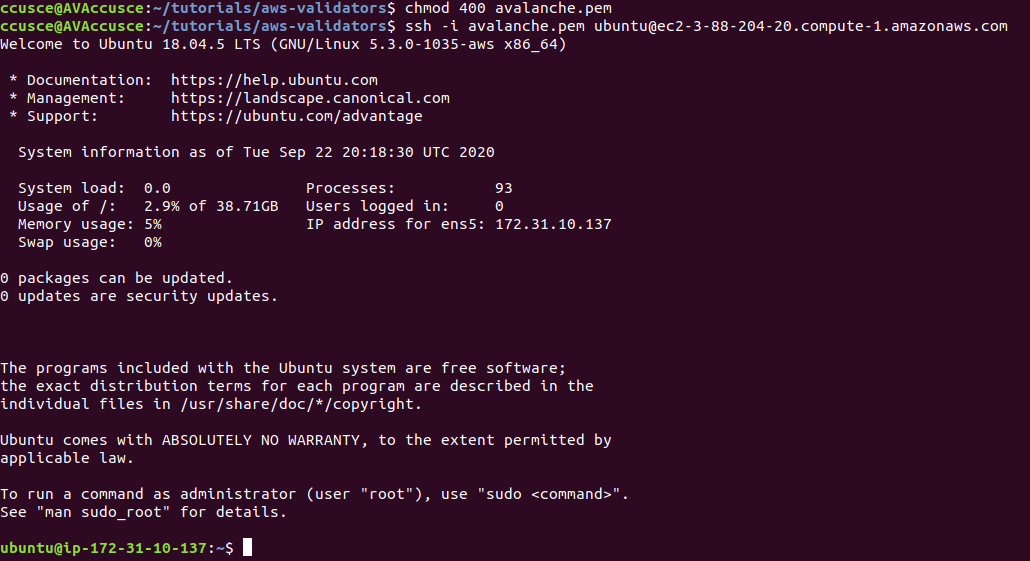 ccusce@AVAccusce:~/tutorials/aws-validators$ chmod 400 avalanche.pem
ccusce@AVAccusce:~/tutorials/aws-validators$ ssh -i avalanche.pem ubuntu@ec2-3-88-204-20.compute-1.amazonaws.com
Welcome to Ubuntu 18.04.5 LTS (GNU/Linux 5.3.0-1035-aws x86_64)
* Documentation:  https://help.ubuntu.com
* Management:     https://landscape.canonical.com
* Support:        https://ubuntu.com/advantage
System information as of Tue Sep 22 20:18:30 UTC 2020
System load:  0.0               Processes:           93
Usage of /:   2.9% of 38.71GB   Users logged in:     0
Memory usage: 5%                IP address for ens5: 172.31.10.137
Swap usage:   0%
0 packages can be updated.
0 updates are security updates.
The programs included with the Ubuntu system are free software;
the exact distribution terms for each program are described in the
individual files in /usr/share/doc/*/copyright.
Ubuntu comes with ABSOLUTELY NO WARRANTY, to the extent permitted by
applicable law.
To run a command as administrator (user "root"), use "sudo <command>".
See "man sudo_root" for details.
ubuntu@ip-172-31-10-137:~$